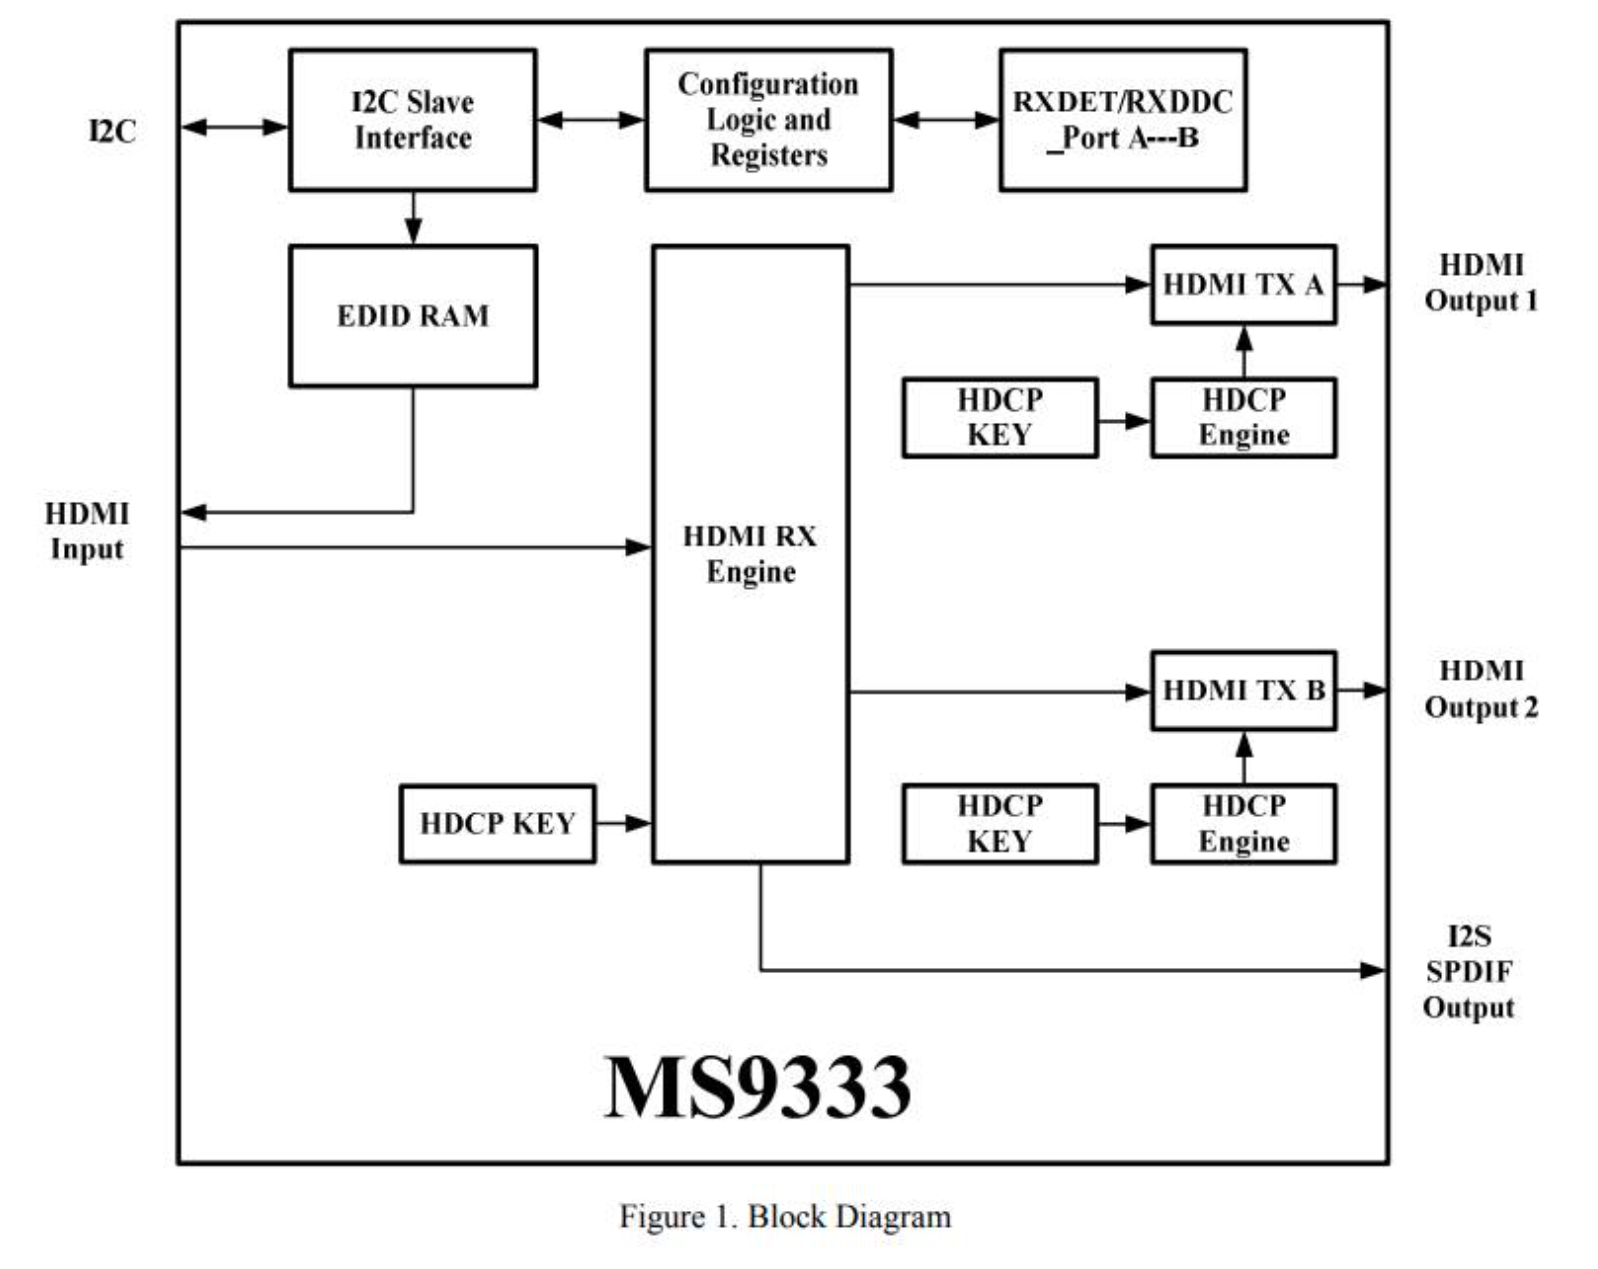 I2C
I2C Slave
Interface
Configuration
Logic and
Registers
RXDET/RXDDC
_Port A---B
EDID RAM
HDMI TX A
HDMI
Output 1
HDCP
KEY
HDCP
Engine
HDMI
Input
HDMI RX
Engine
HDMI TX B
HDMI
Output 2
HDCP KEY
HDCP
KEY
HDCP
Engine
I2S
SPDIF
Output
MS9333
Figure 1. Block Diagram